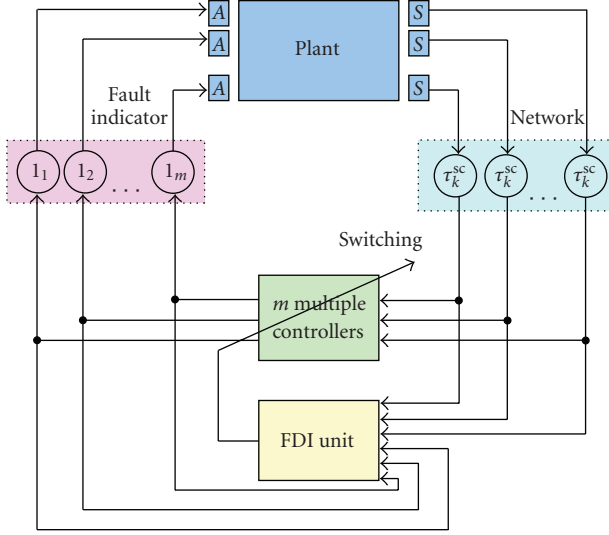 A
A
A
Plant
S
S
S
Fault
indicator
Network
1₁ 1₂ ... 1ₘ
τₖˢᶜ τₖˢᶜ ... τₖˢᶜ
Switching
m multiple
controllers
FDI unit